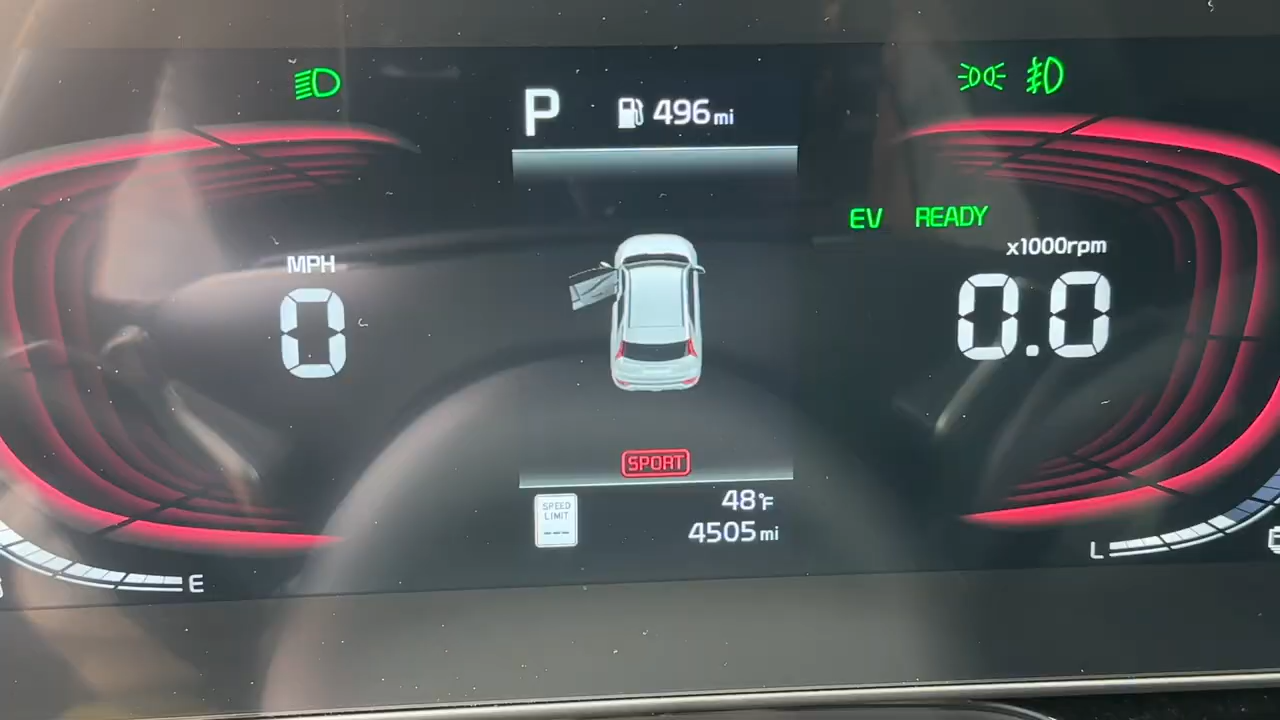 P
496 mi
EV READY
x1000rpm
MPH
0
0.0
SPORT
SPEED
LIMIT
---
48°F
4505 mi
E
L